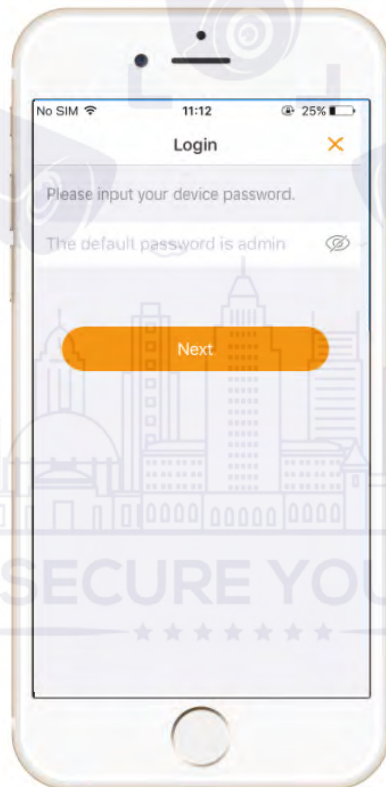 L
No SIM 11:12 25%
Login
Please input your device password.
The default password is admin
Next
SECURE YOU